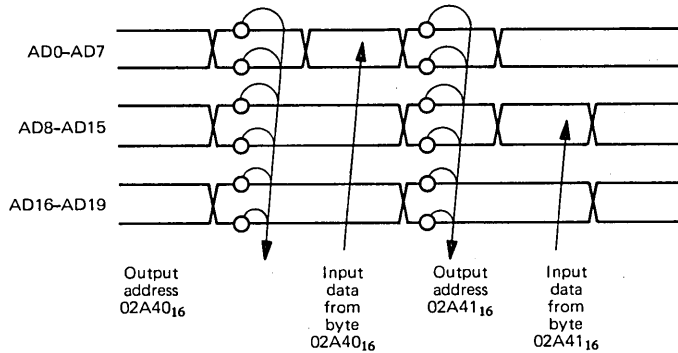 AD0–AD7
AD8–AD15
AD16–AD19
Output
address
02A40₁₆
Input
data
from
byte
02A40₁₆
Output
address
02A41₁₆
Input
data
from
byte
02A41₁₆